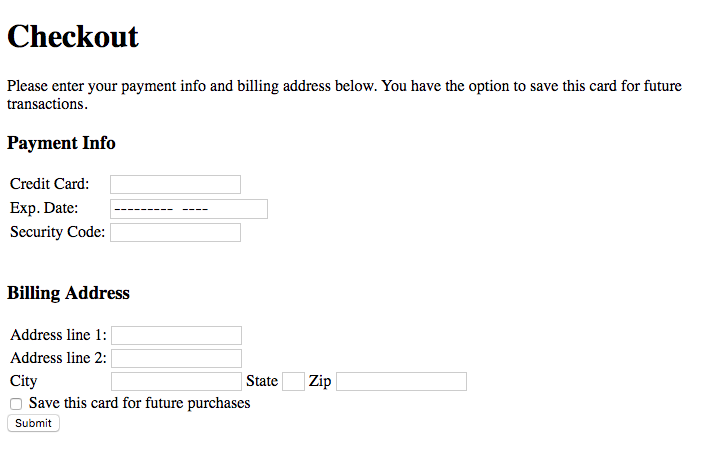 Checkout
Please enter your payment info and billing address below. You have the option to save this card for future
transactions.
Payment Info
Credit Card:
Exp. Date: --------- ----
Security Code:
Billing Address
Address line 1:
Address line 2:
City State Zip
Save this card for future purchases
Submit